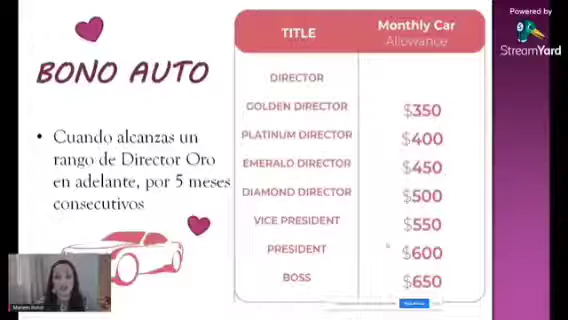 Powered by
StreamYard
BONO AUTO
• Cuando alcanzas un
rango de Director Oro
en adelante, por 5 meses
consecutivos
TITLE Monthly Car
Allowance
DIRECTOR
GOLDEN DIRECTOR $350
PLATINUM DIRECTOR $400
EMERALD DIRECTOR $450
DIAMOND DIRECTOR $500
VICE PRESIDENT $550
PRESIDENT $600
BOSS $650